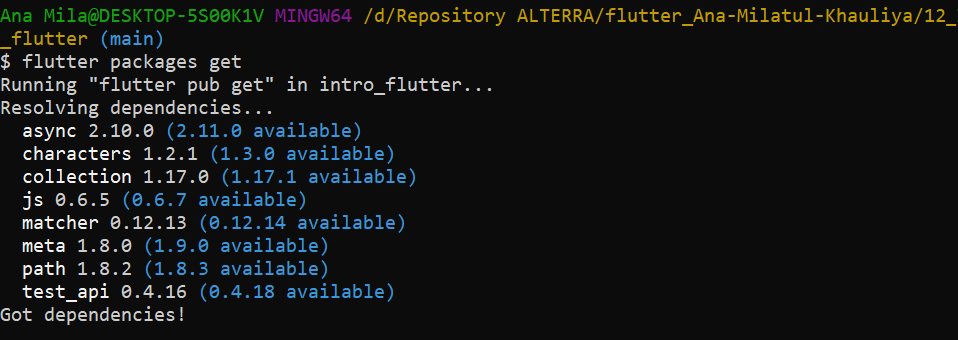 Ana Mila@DESKTOP-5S00K1V MINGW64 /d/Repository ALTERRA/flutter_Ana-Milatul-Khauliya/12_
_flutter (main)
$ flutter packages get
Running "flutter pub get" in intro_flutter...
Resolving dependencies...
  async 2.10.0 (2.11.0 available)
  characters 1.2.1 (1.3.0 available)
  collection 1.17.0 (1.17.1 available)
  js 0.6.5 (0.6.7 available)
  matcher 0.12.13 (0.12.14 available)
  meta 1.8.0 (1.9.0 available)
  path 1.8.2 (1.8.3 available)
  test_api 0.4.16 (0.4.18 available)
Got dependencies!